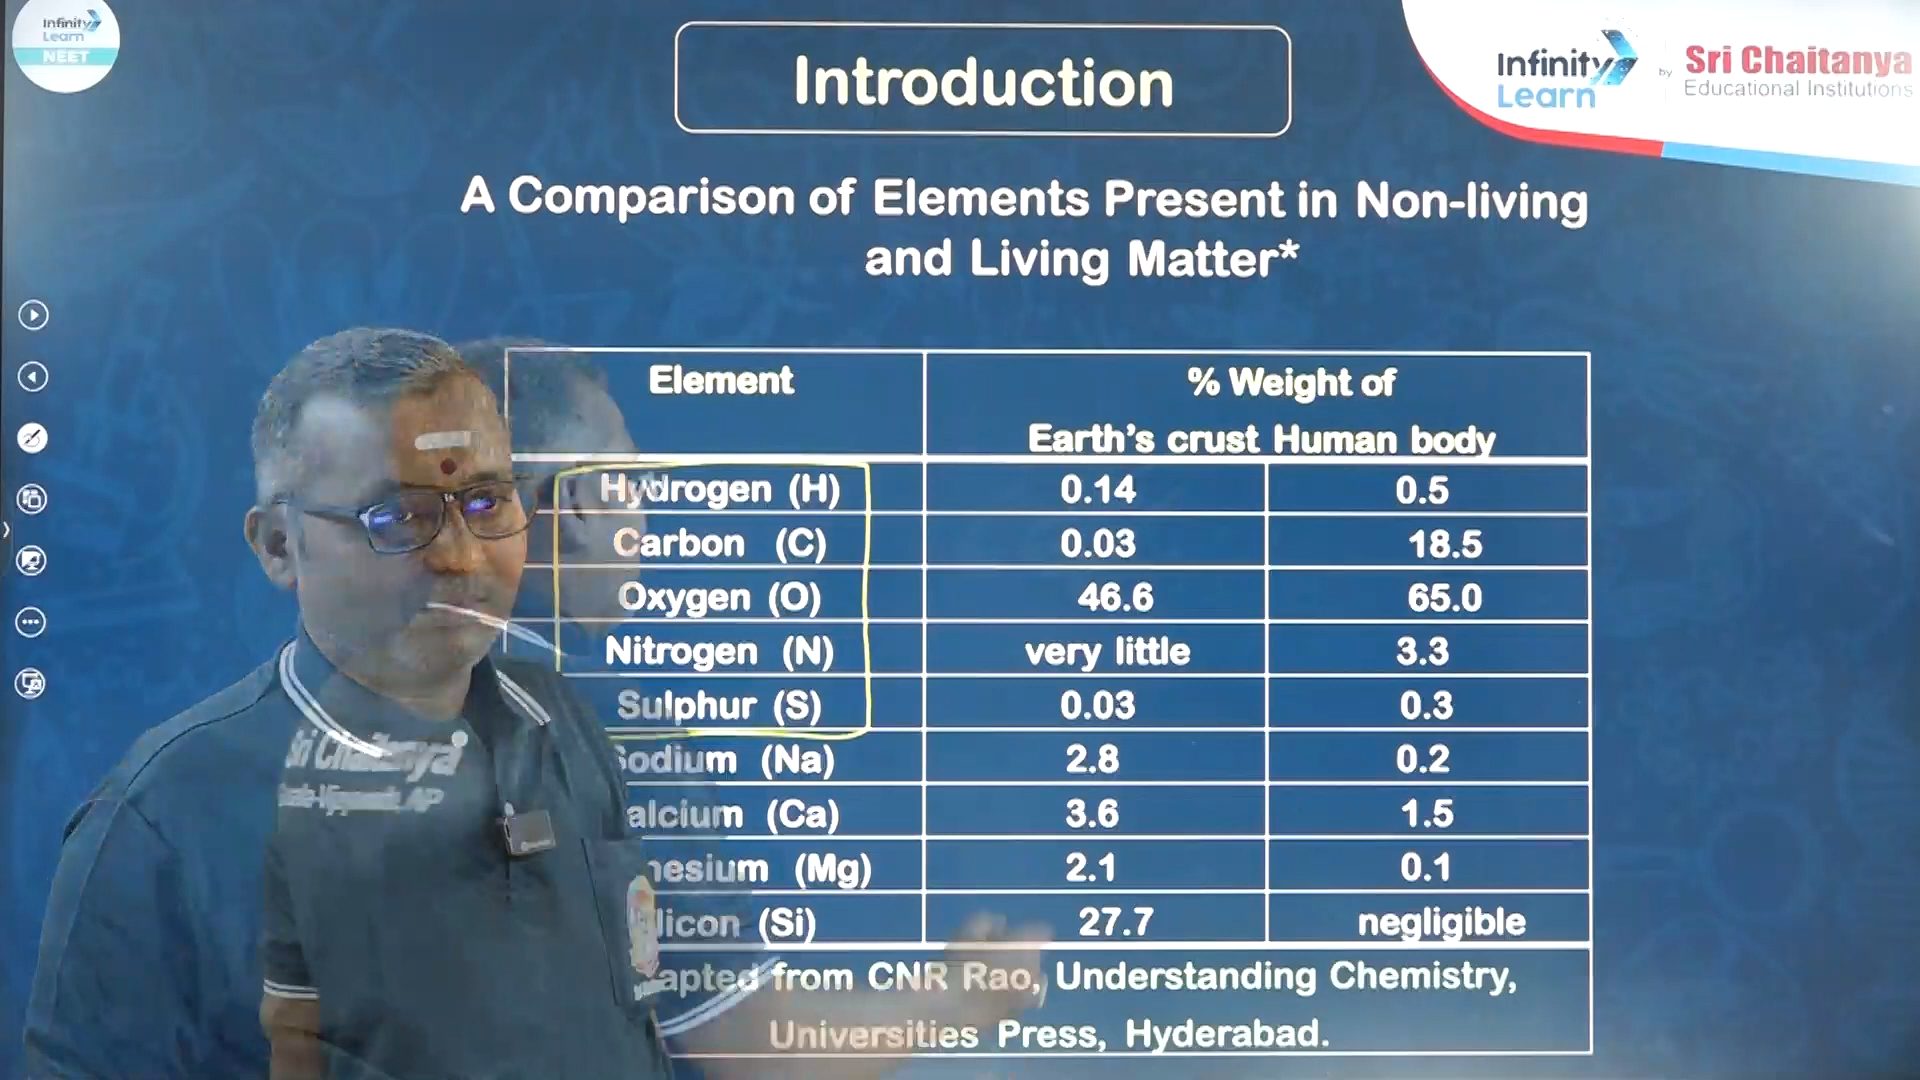 Infinity
Learn
NEET
Introduction
Infinity
Learn
by
Sri Chaitanya
Educational Institutions
A Comparison of Elements Present in Non-living
and Living Matter*
Element
% Weight of
Earth's crust Human body
Hydrogen (H) 0.14 0.5
Carbon (C) 0.03 18.5
Oxygen (O) 46.6 65.0
Nitrogen (N) very little 3.3
Sulphur (S) 0.03 0.3
Sodium (Na) 2.8 0.2
alcium (Ca) 3.6 1.5
nesium (Mg) 2.1 0.1
licon (Si) 27.7 negligible
apted from CNR Rao, Understanding Chemistry,
Universities Press, Hyderabad.
Sri Chaitanya